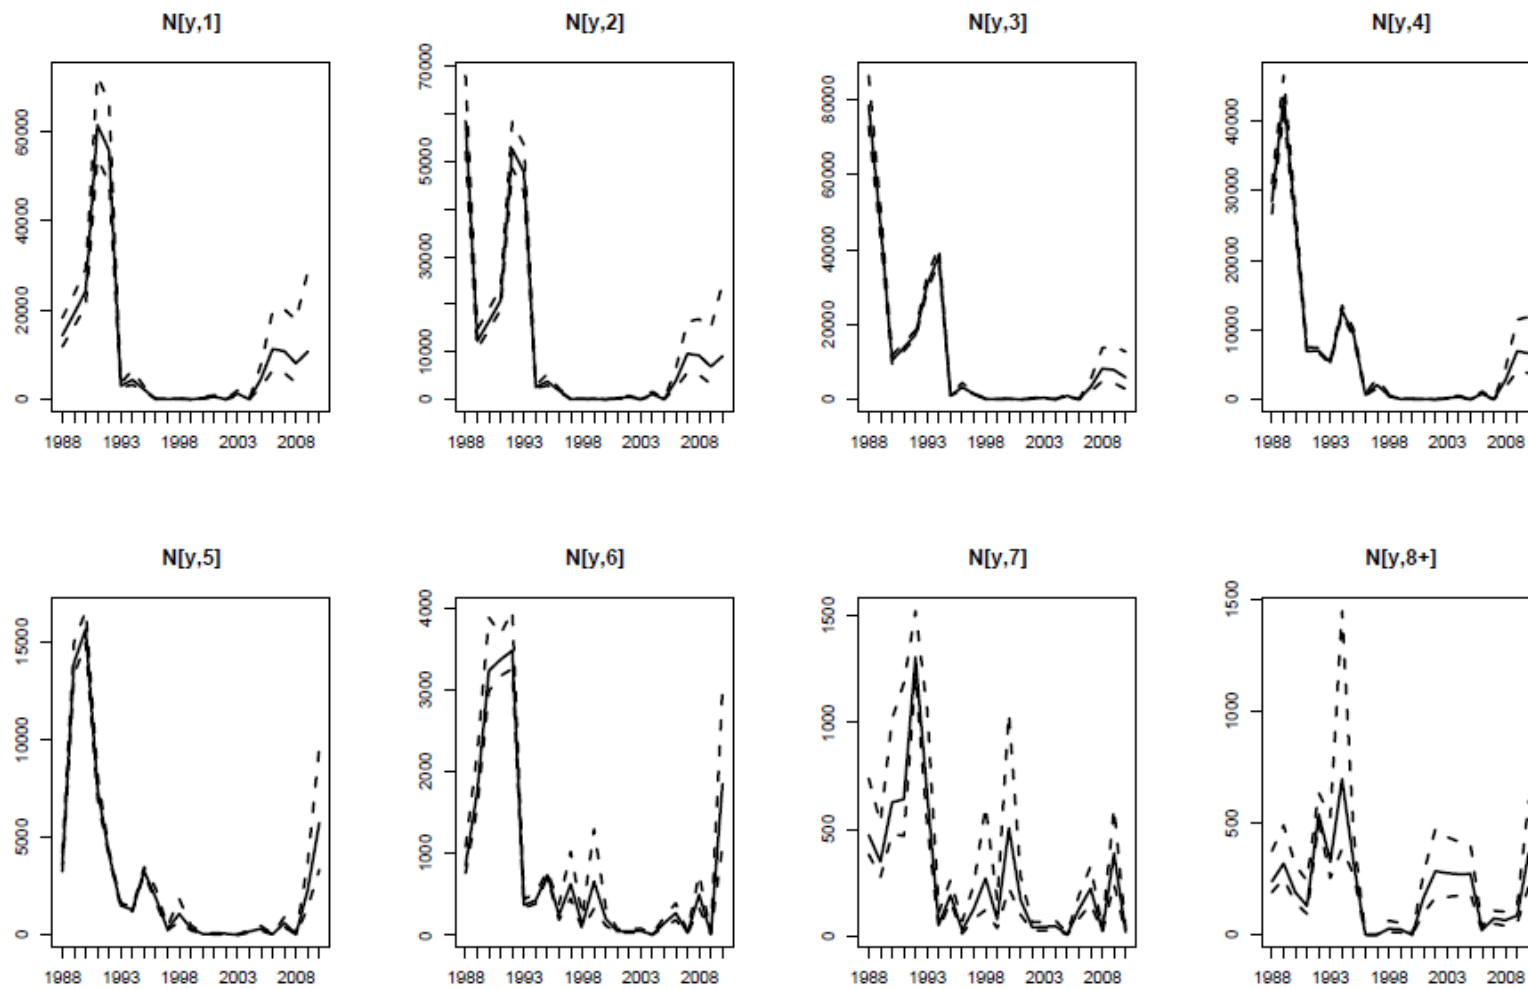 N[y,1]
N[y,2]
N[y,3]
N[y,4]
0 20000 40000 60000
0 10000 30000 50000 70000
0 20000 40000 60000 80000
0 10000 20000 30000 40000
1988 1993 1998 2003 2008
1988 1993 1998 2003 2008
1988 1993 1998 2003 2008
1988 1993 1998 2003 2008
N[y,5]
N[y,6]
N[y,7]
N[y,8+]
0 5000 10000 15000
0 1000 2000 3000 4000
0 500 1000 1500
0 500 1000 1500
1988 1993 1998 2003 2008
1988 1993 1998 2003 2008
1988 1993 1998 2003 2008
1988 1993 1998 2003 2008